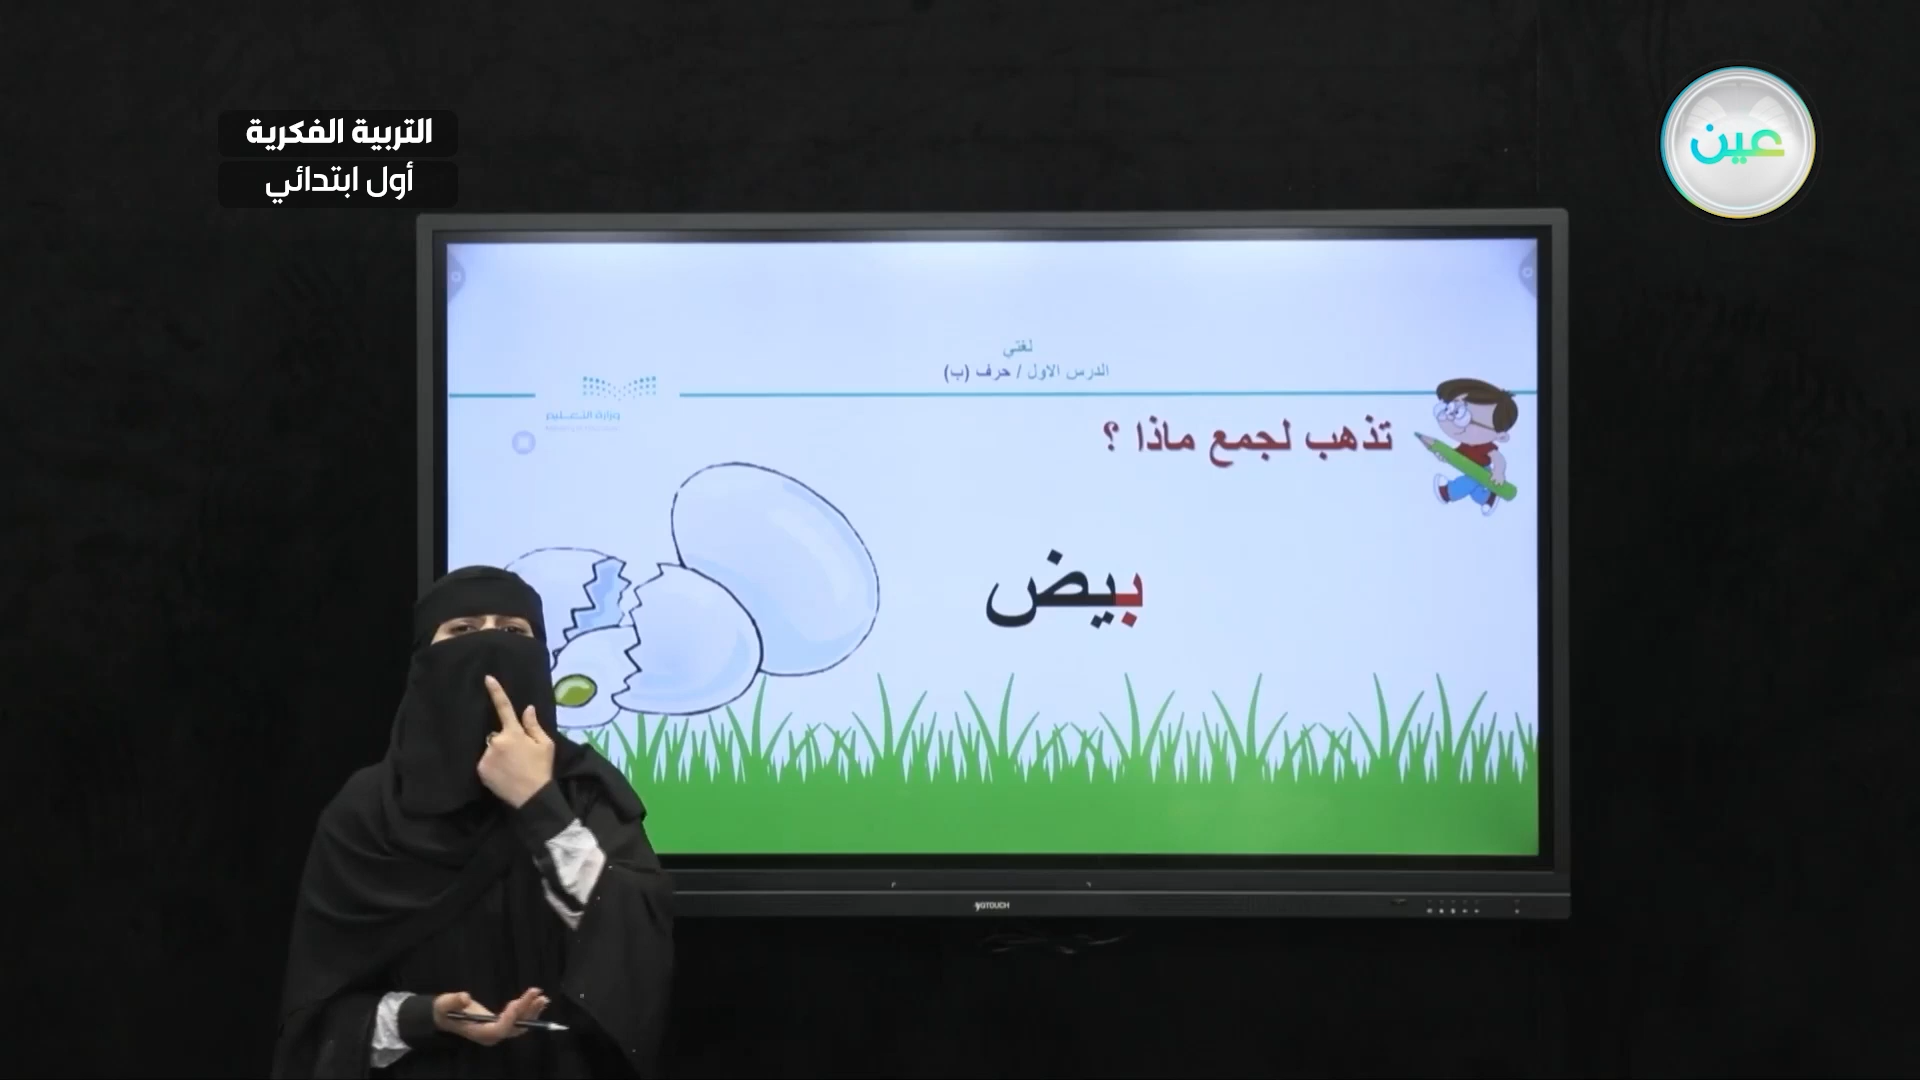 التربية الفكرية
أول ابتدائي
عين
لغتي
الدرس الاول / حرف (ب)
وزارة التعليم
تذهب لجمع ماذا ؟
بيض